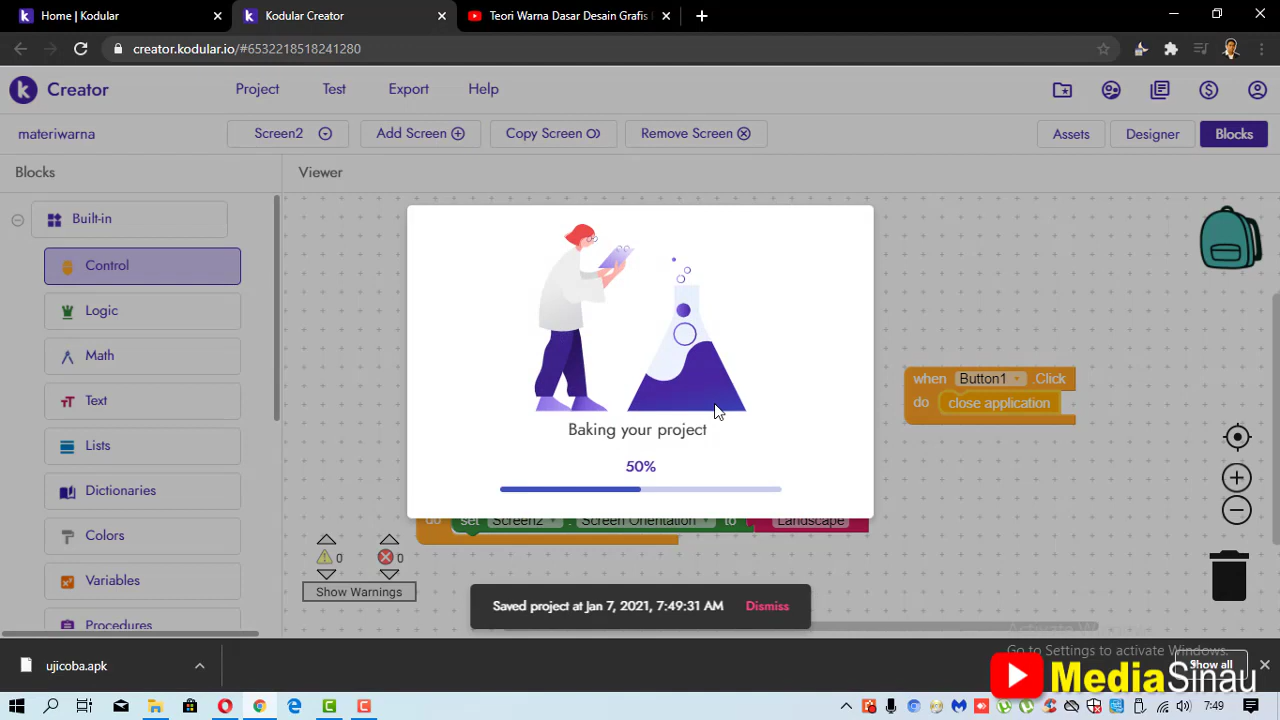 Home | Kodular
Kodular Creator
Teori Warna Dasar Desain Grafis
creator.kodular.io/#6532218518241280
Creator
Project
Test
Export
Help
materiwarna
Screen2
Add Screen
Copy Screen
Remove Screen
Assets
Designer
Blocks
Blocks
Viewer
Built-in
Control
Logic
Math
Text
Lists
Dictionaries
Colors
Variables
Procedures
Baking your project
50%
when Button1 .Click
do close application
do set Screen2 . Screen Orientation to Landscape
0
0
Show Warnings
Saved project at Jan 7, 2021, 7:49:31 AM Dismiss
Activate Windows
Go to Settings to activate Windows.
ujicoba.apk
Show all
MediaSinau
7:49